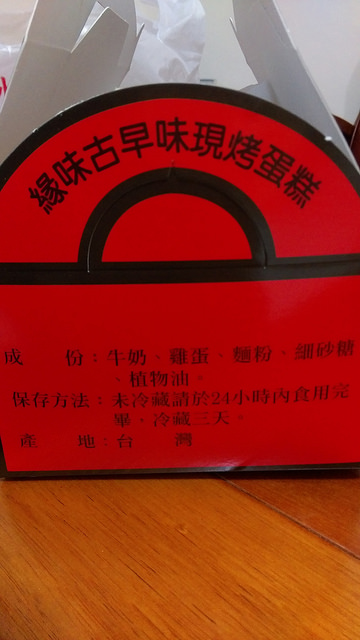 緣味古早味現烤蛋糕
成　份：牛奶、雞蛋、麵粉、細砂糖
、植物油。
保存方法：未冷藏請於24小時內食用完
畢，冷藏三天。
產　地：台　灣